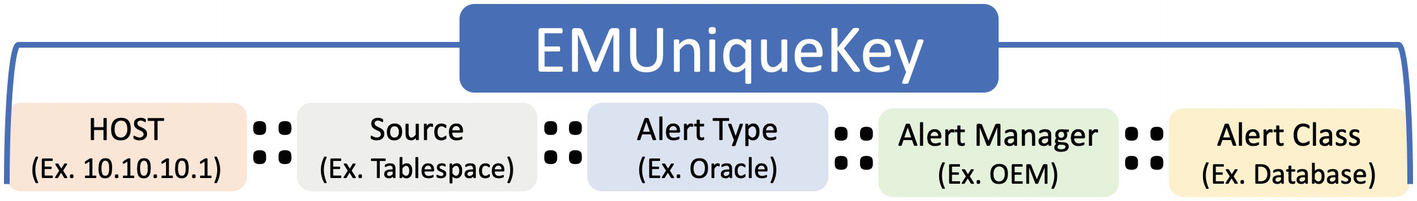 EMUniqueKey
HOST :: Source :: Alert Type :: Alert Manager :: Alert Class
(Ex. 10.10.10.1) (Ex. Tablespace) (Ex. Oracle) (Ex. OEM) (Ex. Database)